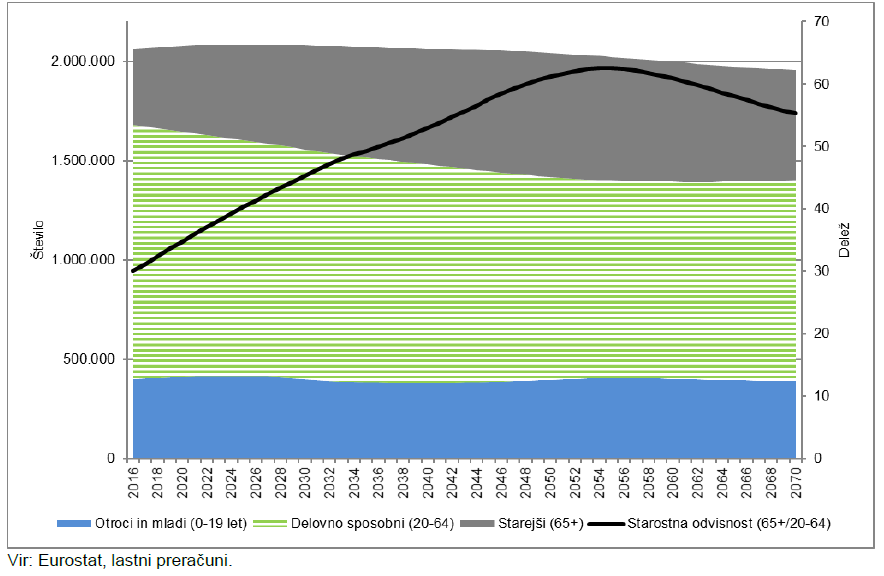 Število
Delež
2.000.000
1.500.000
1.000.000
500.000
0
70
60
50
40
30
20
10
0
2016 2018 2020 2022 2024 2026 2028 2030 2032 2034 2036 2038 2040 2042 2044 2046 2048 2050 2052 2054 2056 2058 2060 2062 2064 2066 2068 2070
Otroci in mladi (0-19 let) Delovno sposobni (20-64) Starejši (65+) Starostna odvisnost (65+/20-64)
Vir: Eurostat, lastni preračuni.